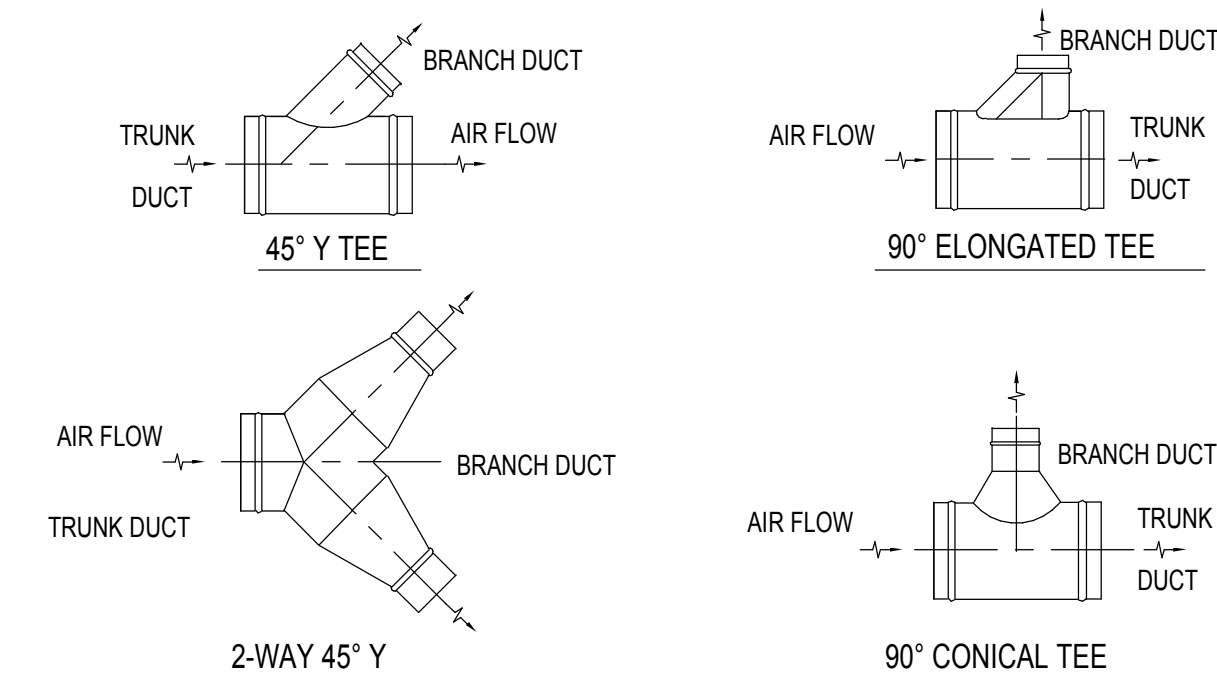 BRANCH DUCT
TRUNK
AIR FLOW
DUCT
45° Y TEE
BRANCH DUCT
AIR FLOW
TRUNK
DUCT
90° ELONGATED TEE
AIR FLOW
BRANCH DUCT
TRUNK DUCT
2-WAY 45° Y
BRANCH DUCT
AIR FLOW
TRUNK
DUCT
90° CONICAL TEE